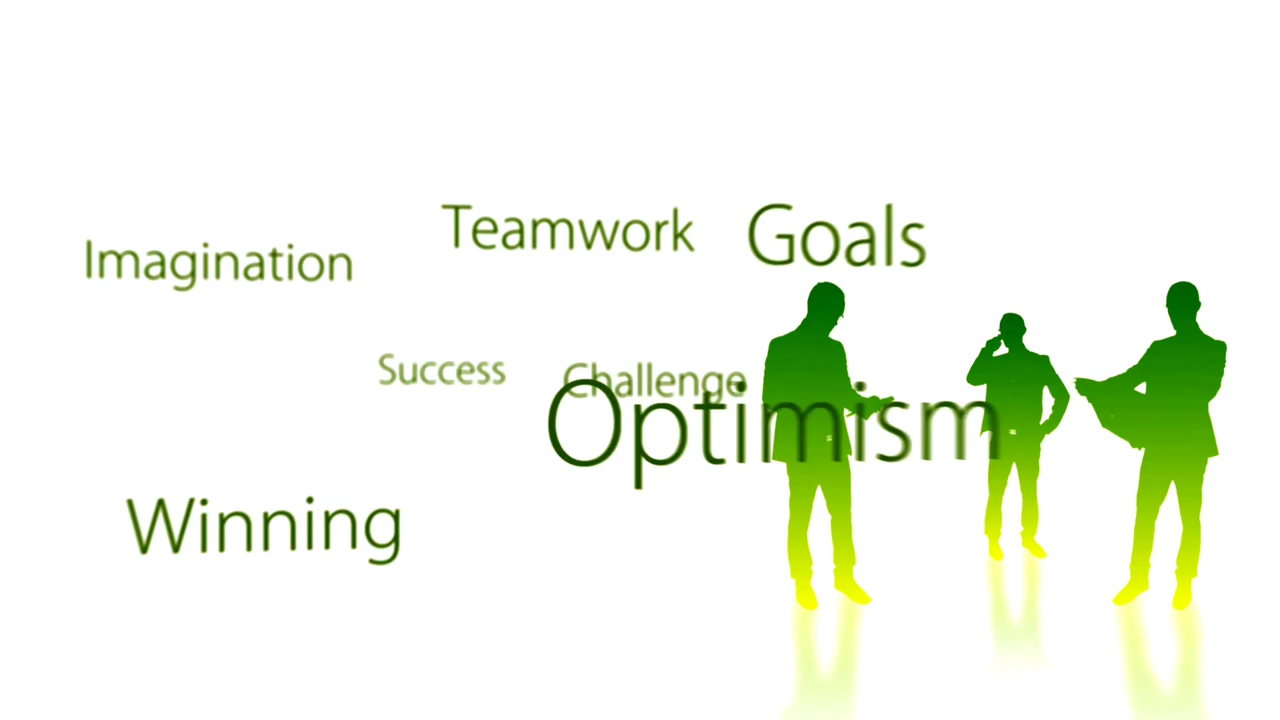 Teamwork
Goals
Imagination
Success
Challenge
Optimism
Winning